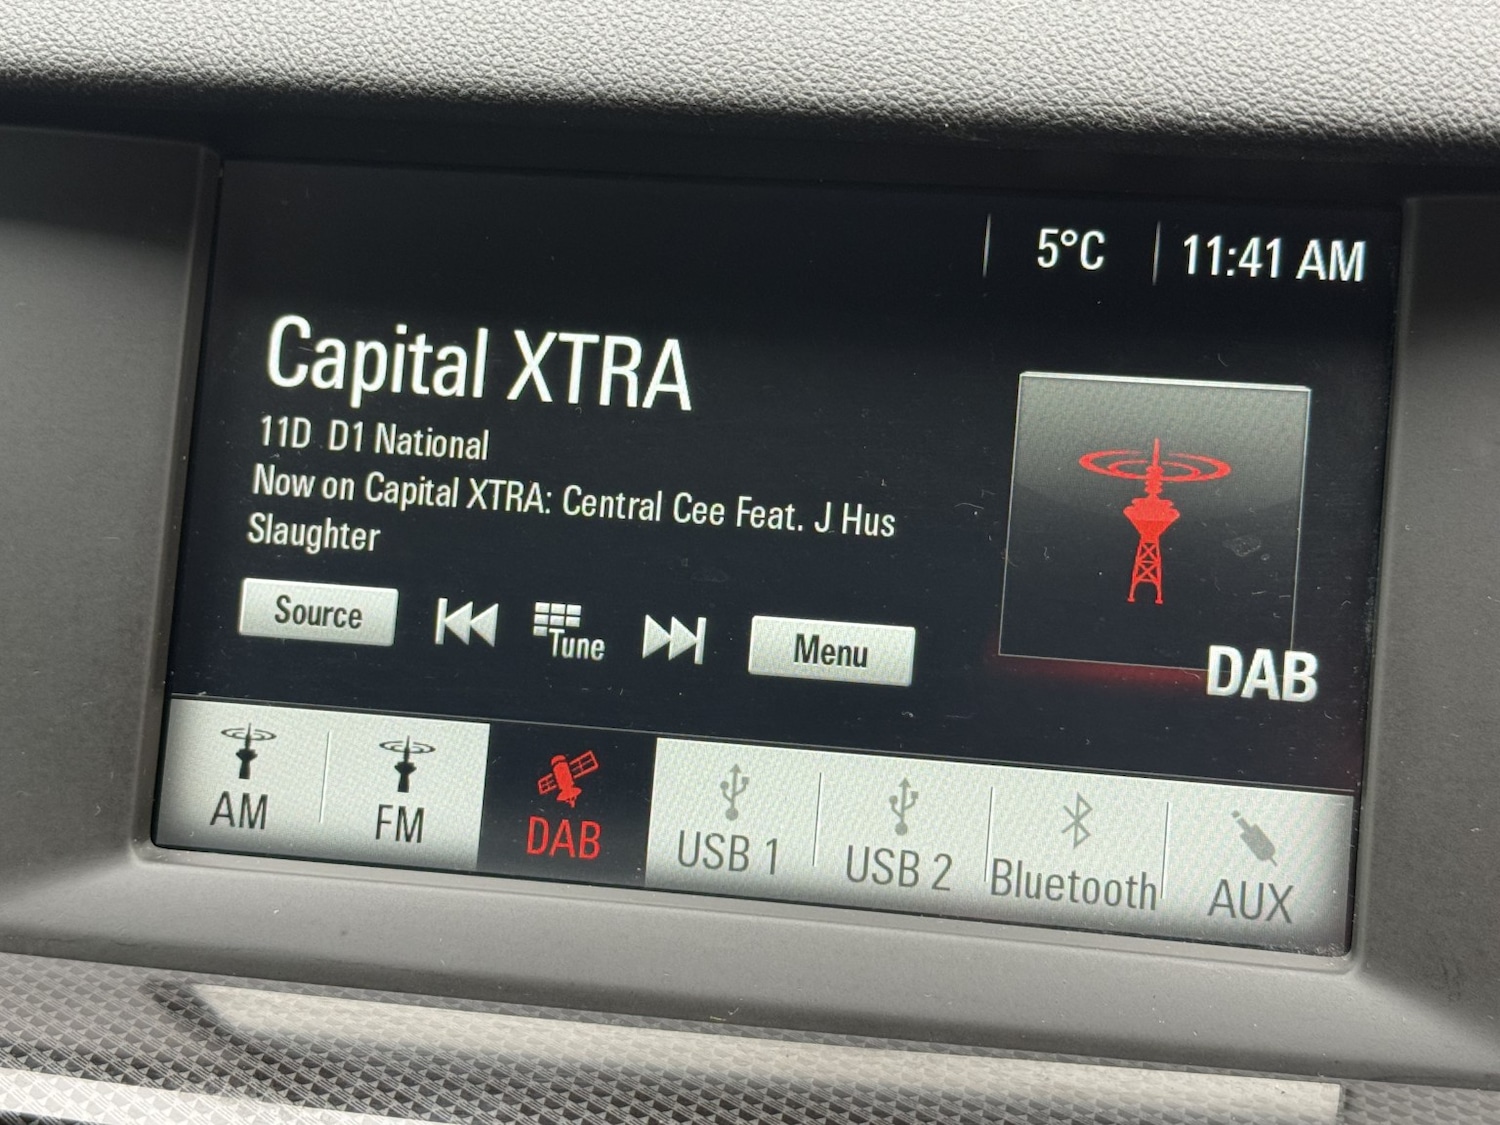 5°C 11:41 AM
Capital XTRA
11D D1 National
Now on Capital XTRA: Central Cee Feat. J Hus
Slaughter
Source Tune Menu
DAB
AM FM DAB USB 1 USB 2 Bluetooth AUX